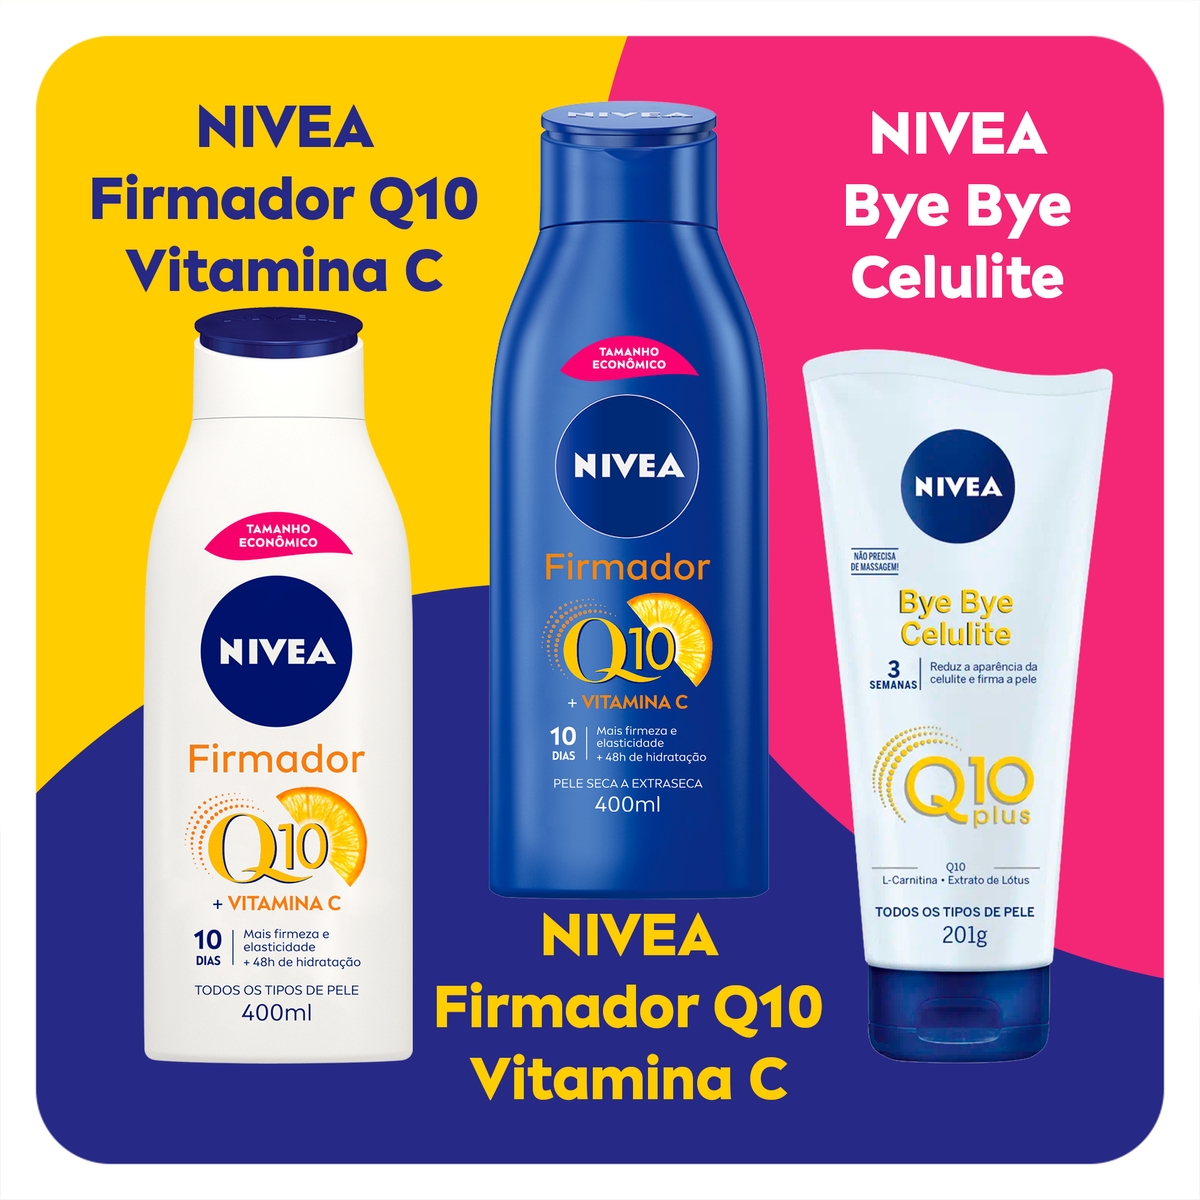 NIVEA
Firmador Q10
Vitamina C
TAMANHO
ECONÔMICO
NIVEA
Firmador
Q10
+ VITAMINA C
10
DIAS
Mais firmeza e
elasticidade
+ 48h de hidratação
TODOS OS TIPOS DE PELE
400ml
NIVEA
TAMANHO
ECONÔMICO
NIVEA
Firmador
Q10
+ VITAMINA C
10
DIAS
Mais firmeza e
elasticidade
+ 48h de hidratação
PELE SECA A EXTRASECA
400ml
NIVEA
Firmador Q10
Vitamina C
NIVEA
Bye Bye
Celulite
NIVEA
NÃO PRECISA
DE MASSAGEM!
Bye Bye
Celulite
3
SEMANAS
Reduz a aparência da
celulite e firma a pele
Q10
plus
Q10
L-Carnitina • Extrato de Lótus
TODOS OS TIPOS DE PELE
201g